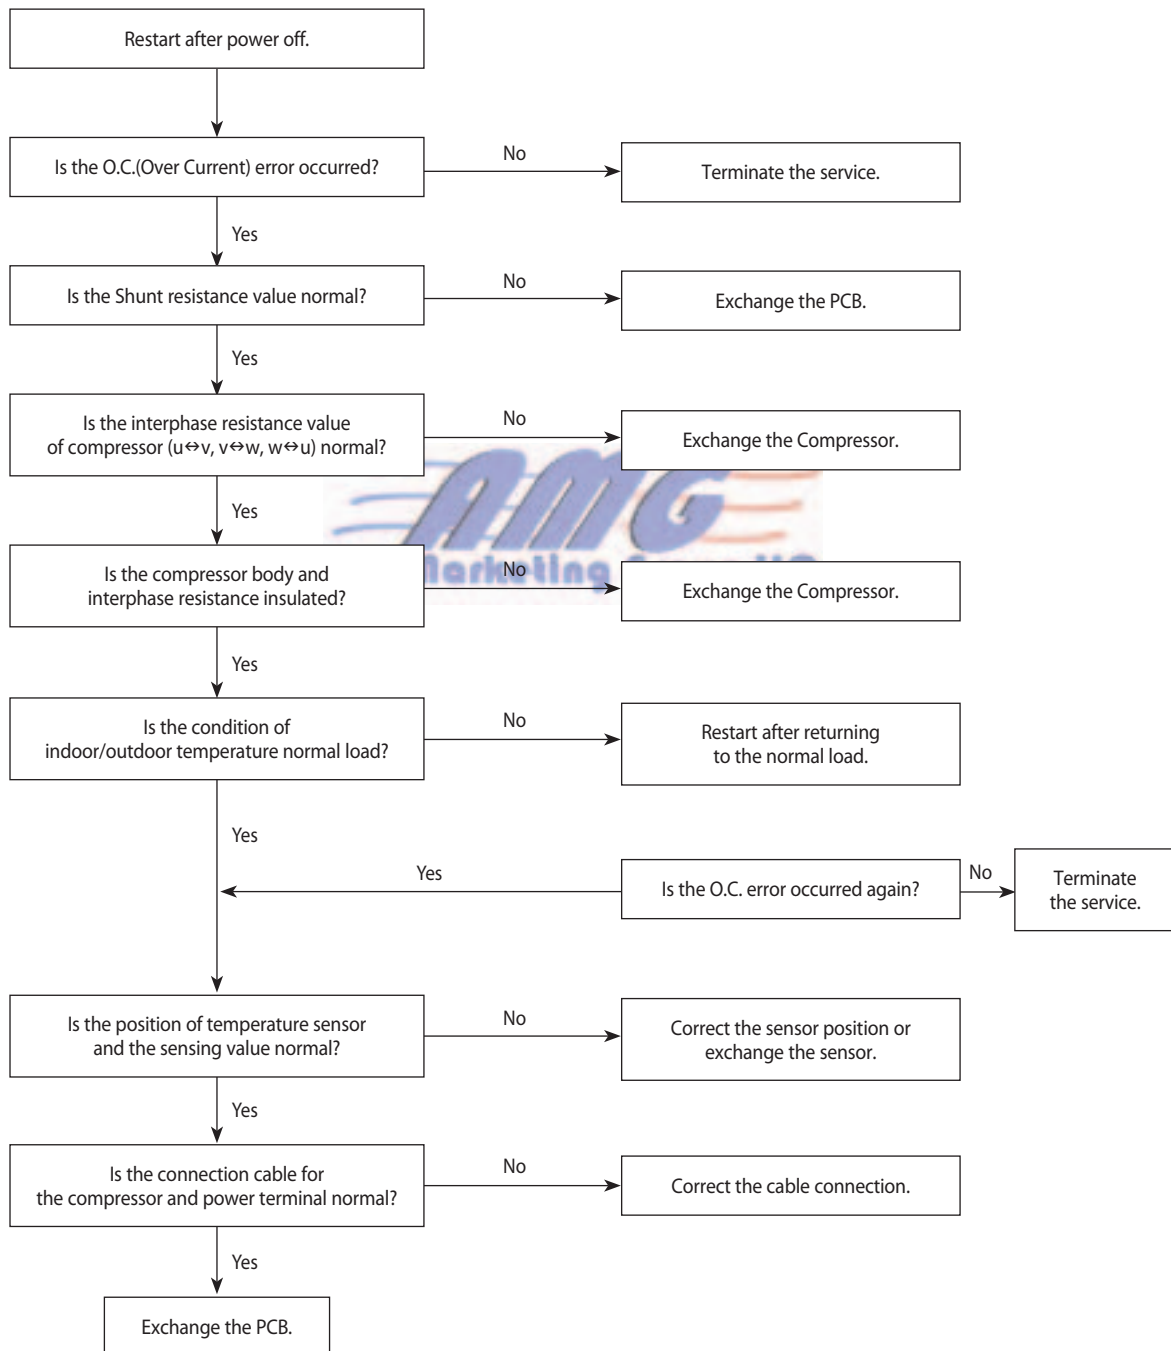 Restart after power off.
Is the O.C.(Over Current) error occurred?
No
Terminate the service.
Yes
Is the Shunt resistance value normal?
No
Exchange the PCB.
Yes
Is the interphase resistance value
of compressor (u↔v, v↔w, w↔u) normal?
No
Exchange the Compressor.
AMG
Yes
Marketing
Is the compressor body and
interphase resistance insulated?
No
Exchange the Compressor.
Yes
Is the condition of
indoor/outdoor temperature normal load?
No
Restart after returning
to the normal load.
Yes
Yes
Is the O.C. error occurred again?
No
Terminate
the service.
Is the position of temperature sensor
and the sensing value normal?
No
Correct the sensor position or
exchange the sensor.
Yes
Is the connection cable for
the compressor and power terminal normal?
No
Correct the cable connection.
Yes
Exchange the PCB.